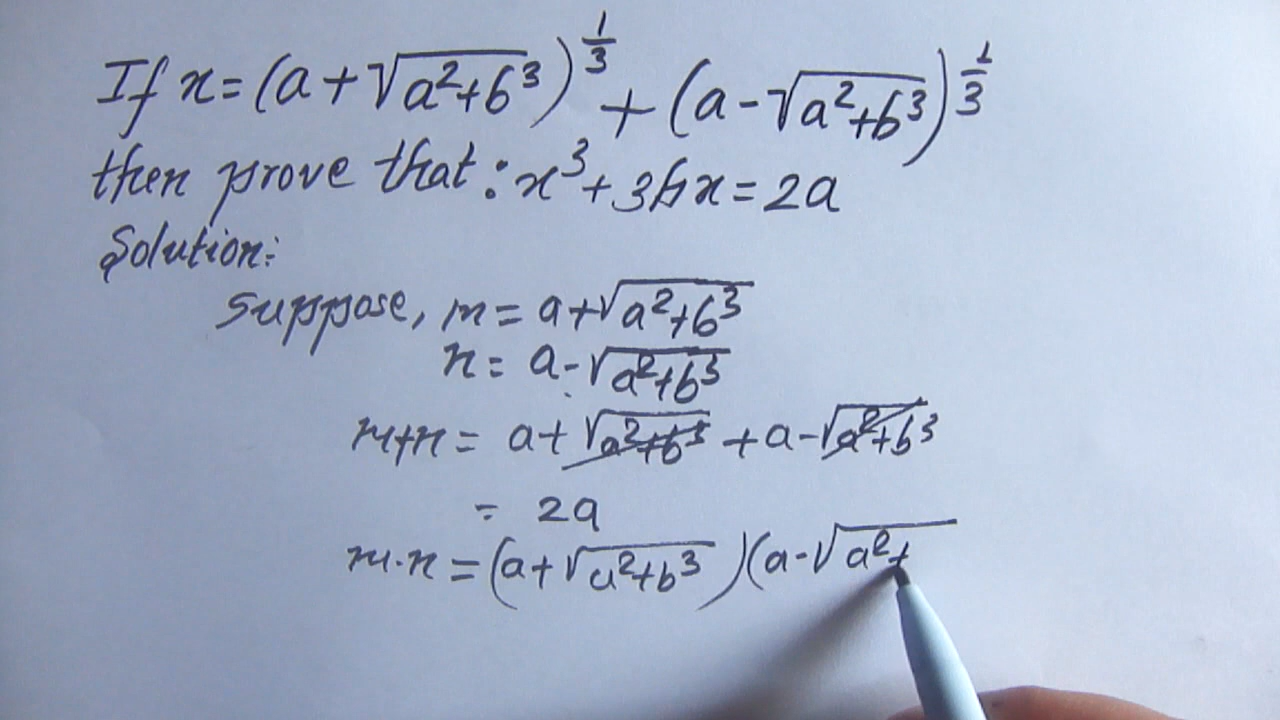 If x = (a + √(a² + b³))^(1/3) + (a - √(a² + b³))^(1/3)
then prove that : x³ + 3bx = 2a
Solution:
suppose, m = a + √(a² + b³)
n = a - √(a² + b³)
m+n = a + √(a² + b³) + a - √(a² + b³)
= 2a
m.n = (a + √(a² + b³))(a - √(a² +